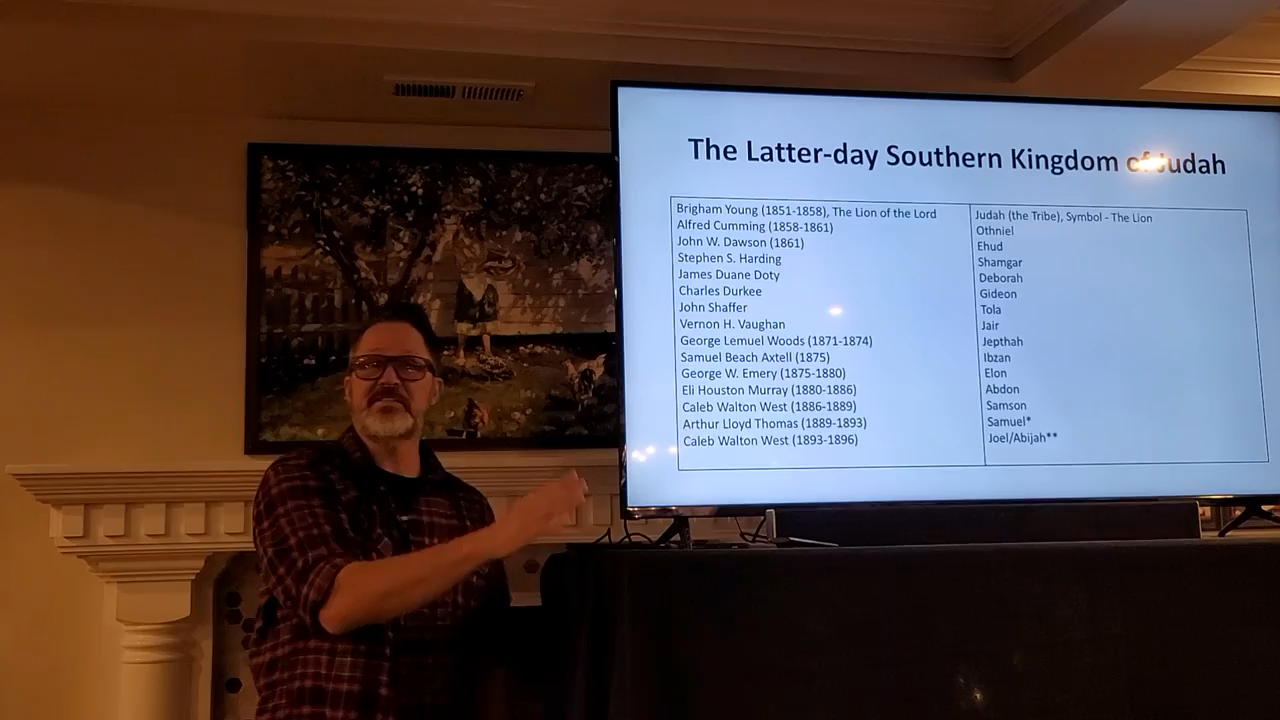 The Latter-day Southern Kingdom of Judah
Brigham Young (1851-1858), The Lion of the Lord
Alfred Cumming (1858-1861)
John W. Dawson (1861)
Stephen S. Harding
James Duane Doty
Charles Durkee
John Shaffer
Vernon H. Vaughan
George Lemuel Woods (1871-1874)
Samuel Beach Axtell (1875)
George W. Emery (1875-1880)
Eli Houston Murray (1880-1886)
Caleb Walton West (1886-1889)
Arthur Lloyd Thomas (1889-1893)
Caleb Walton West (1893-1896)
Judah (the Tribe), Symbol - The Lion
Othniel
Ehud
Shamgar
Deborah
Gideon
Tola
Jair
Jepthah
Ibzan
Elon
Abdon
Samson
Samuel*
Joel/Abijah**